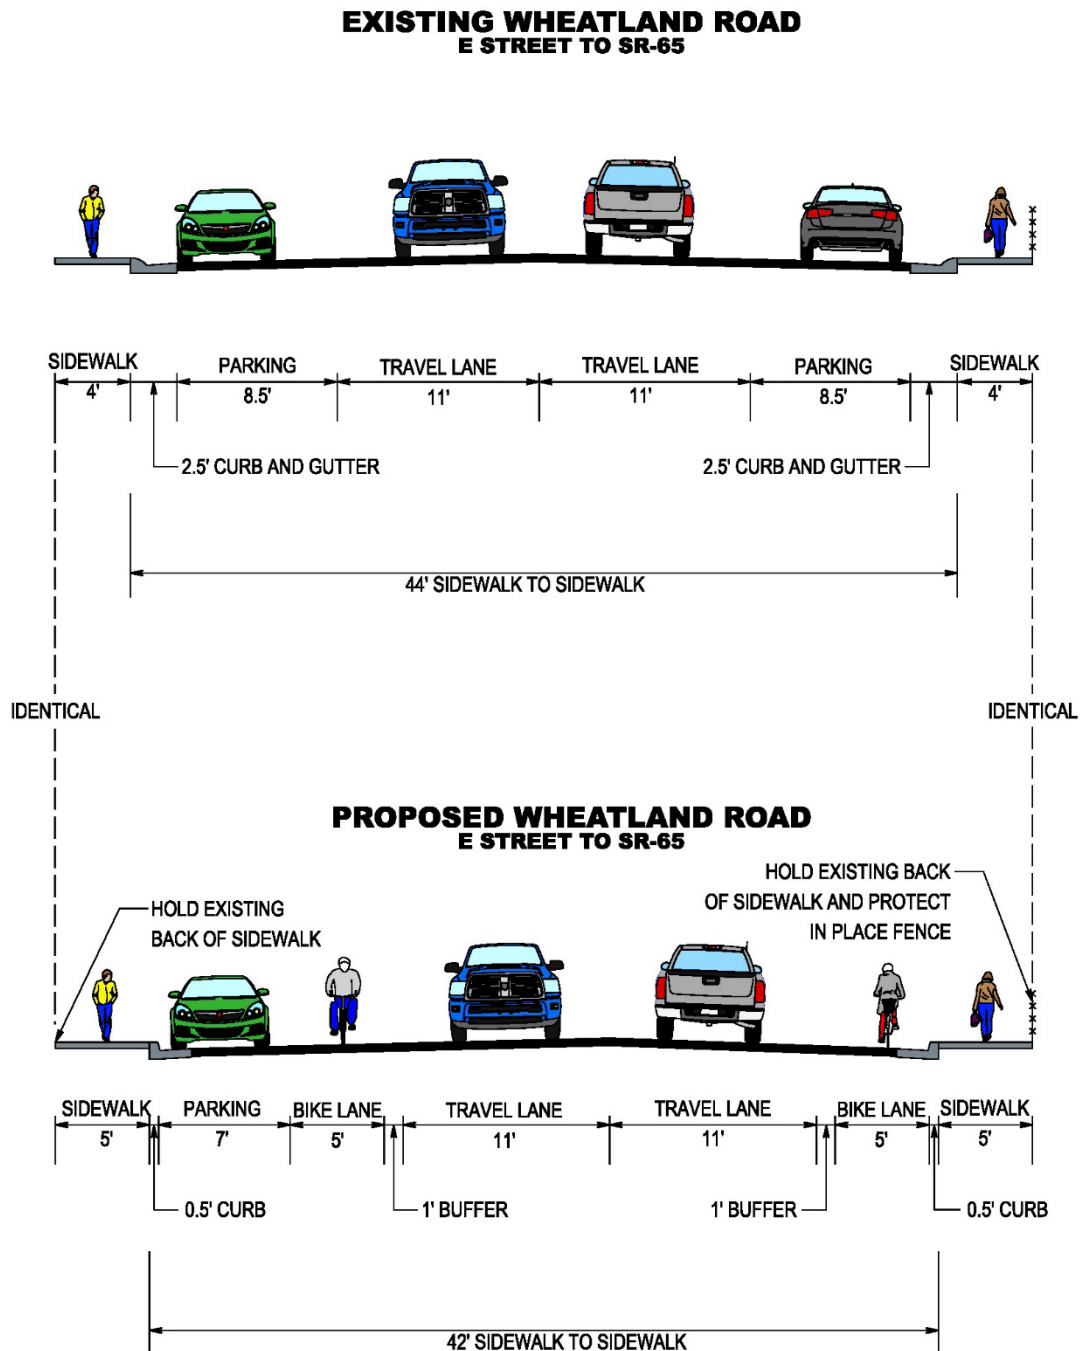 EXISTING WHEATLAND ROAD
E STREET TO SR-65
SIDEWALK
PARKING
TRAVEL LANE
TRAVEL LANE
PARKING
SIDEWALK
4'
8.5'
11'
11'
8.5'
4'
2.5' CURB AND GUTTER
2.5' CURB AND GUTTER
44' SIDEWALK TO SIDEWALK
IDENTICAL
IDENTICAL
PROPOSED WHEATLAND ROAD
E STREET TO SR-65
HOLD EXISTING
BACK OF SIDEWALK
HOLD EXISTING BACK
OF SIDEWALK AND PROTECT
IN PLACE FENCE
SIDEWALK
PARKING
BIKE LANE
TRAVEL LANE
TRAVEL LANE
BIKE LANE
SIDEWALK
5'
7'
5'
11'
11'
5'
5'
0.5' CURB
1' BUFFER
1' BUFFER
0.5' CURB
42' SIDEWALK TO SIDEWALK